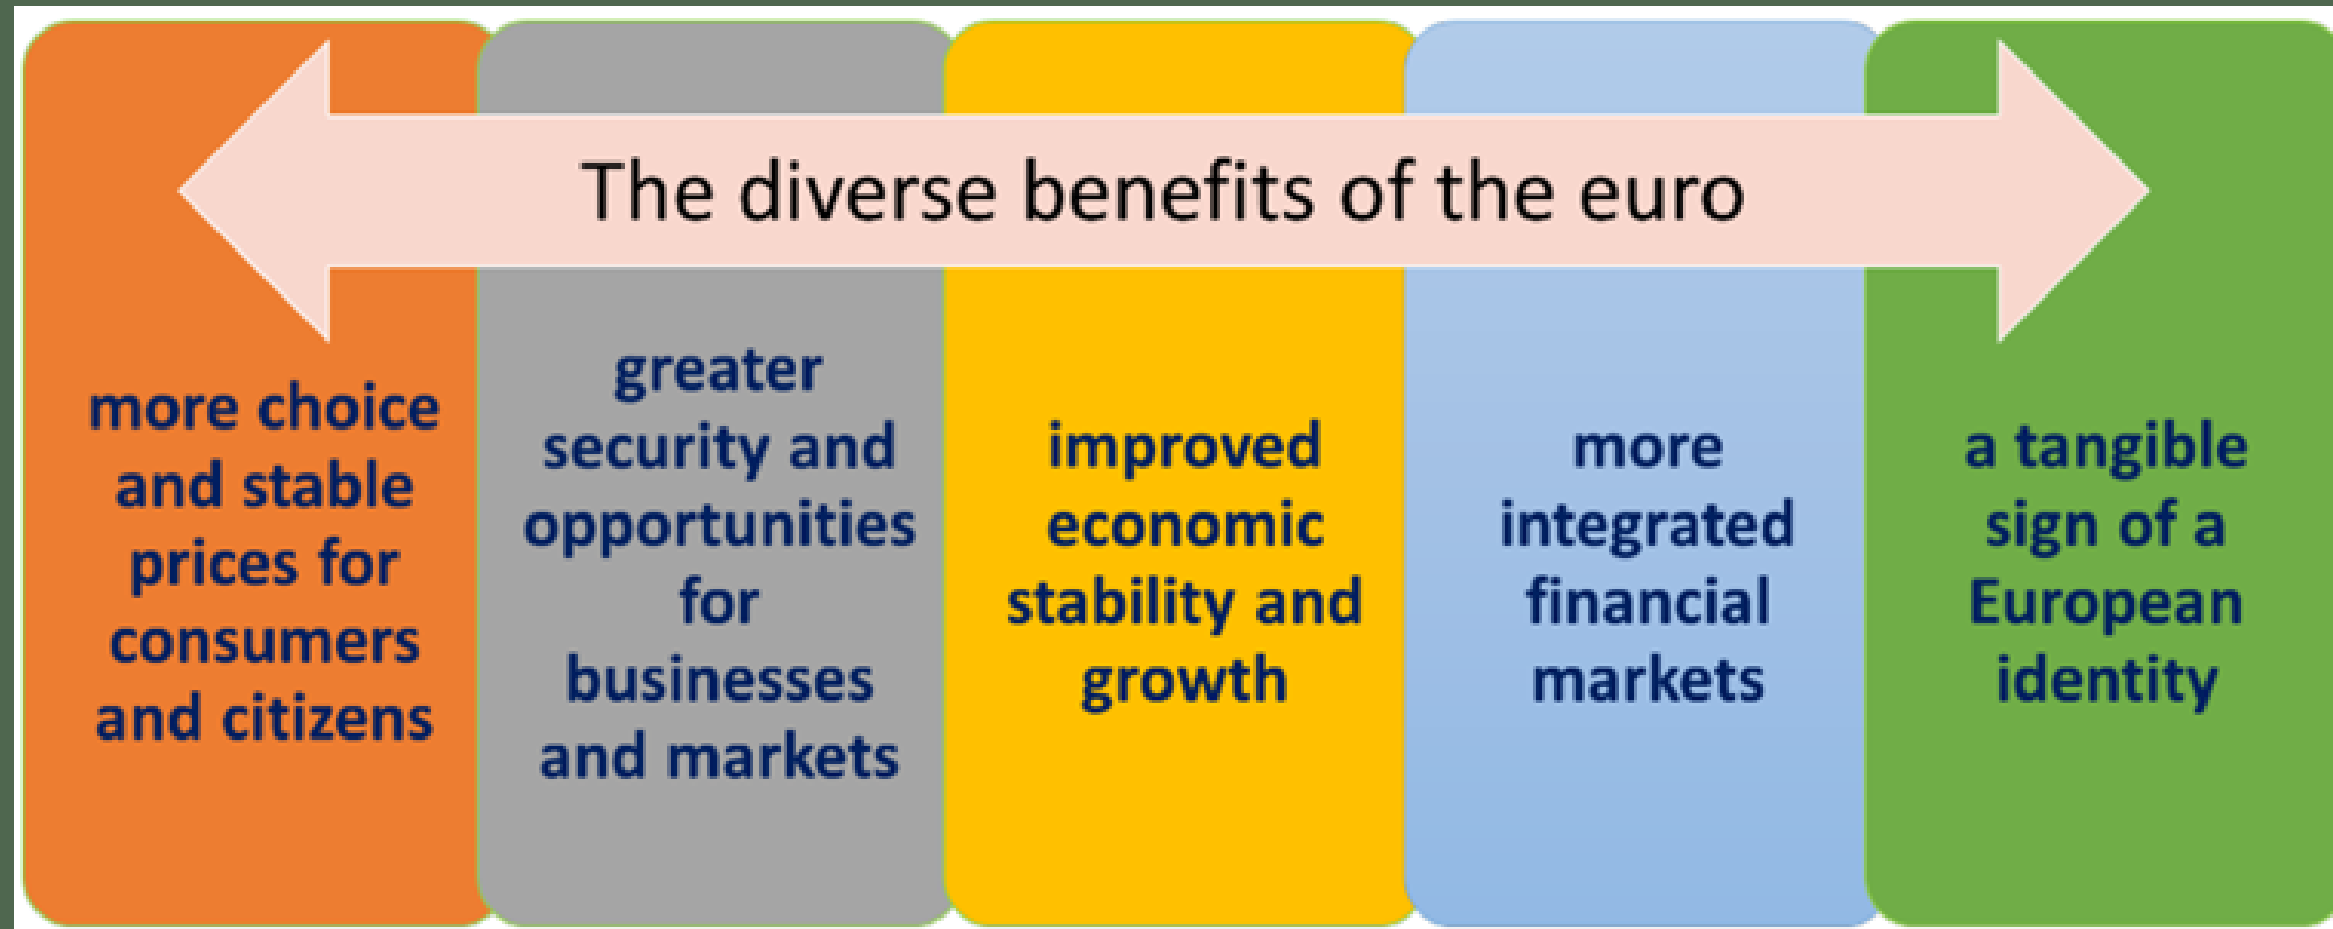 The diverse benefits of the euro
more choice
and stable
prices for
consumers
and citizens
greater
security and
opportunities
for
businesses
and markets
improved
economic
stability and
growth
more
integrated
financial
markets
a tangible
sign of a
European
identity